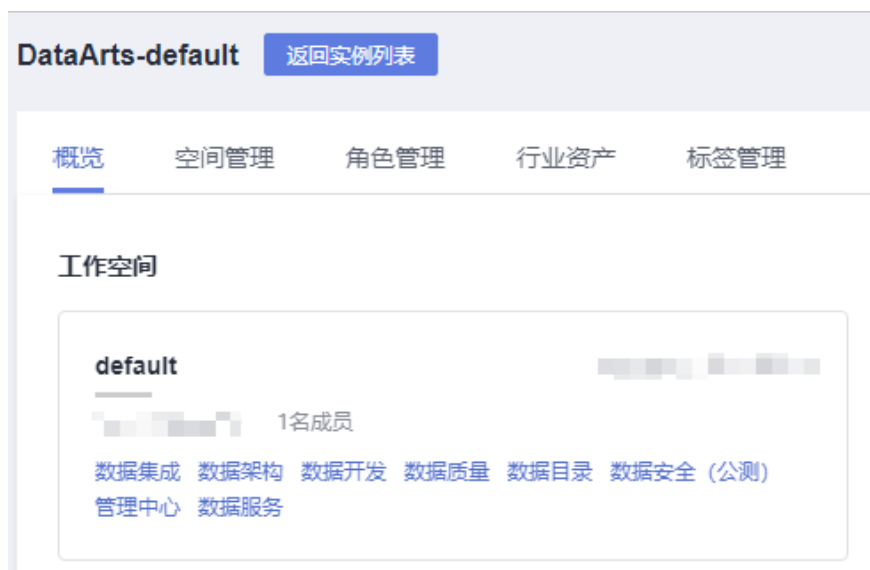 DataArts-default 返回实例列表
概览 空间管理 角色管理 行业资产 标签管理
工作空间
default
1名成员
数据集成 数据架构 数据开发 数据质量 数据目录 数据安全（公测）
管理中心 数据服务